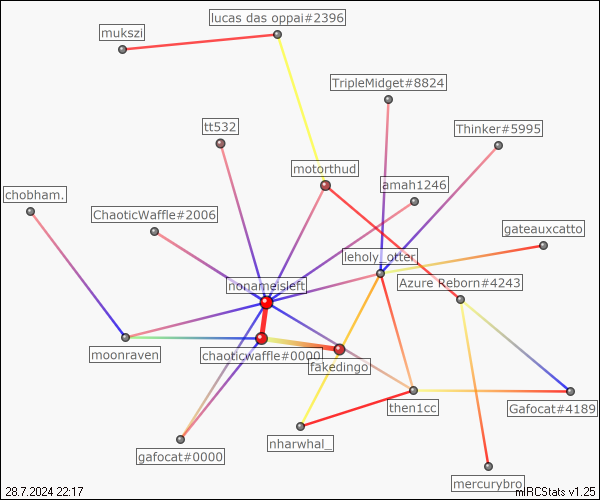 lucas das oppai#2396
mukszi
TripleMidget#8824
tt532
Thinker#5995
motorthud
amah1246
chobham.
ChaoticWaffle#2006
gateauxcatto
leholy_otter
Azure Reborn#4243
nonameisleft
moonraven
chaoticwaffle#0000
fakedingo
then1cc
Gafocat#4189
nharwhal_
gafocat#0000
mercurybro
28.7.2024 22:17
mIRCStats v1.25